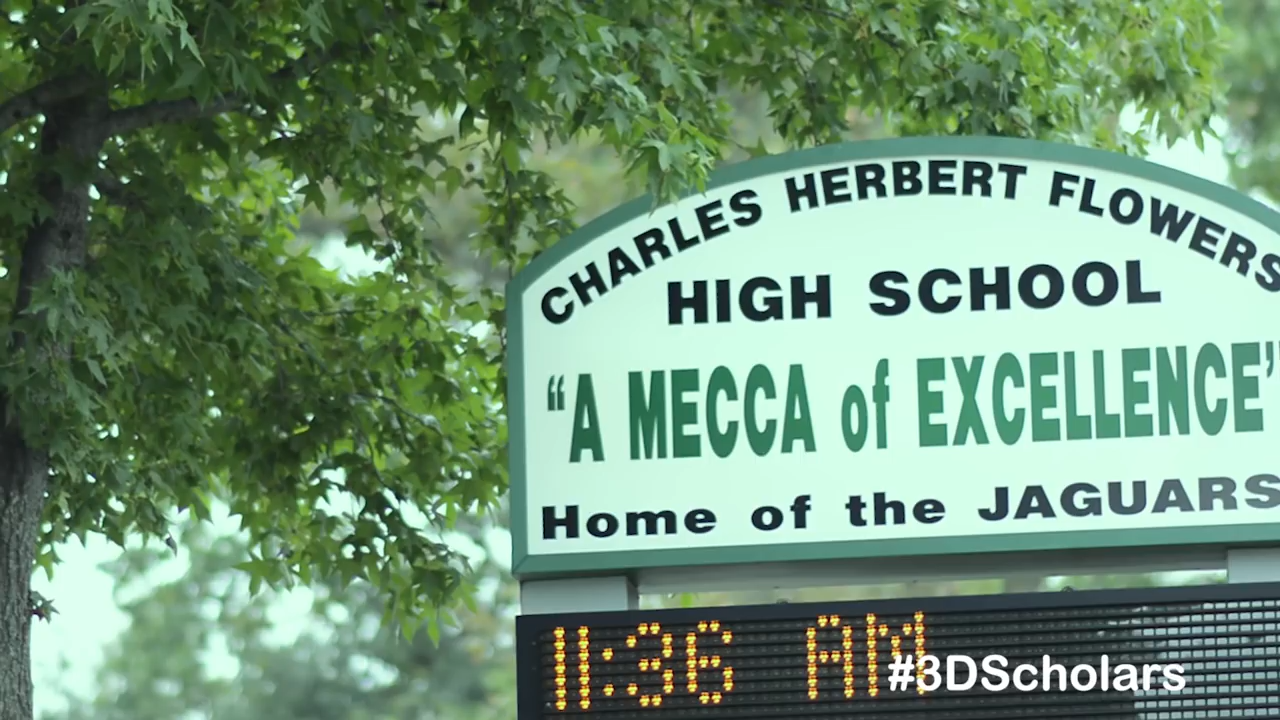 CHARLES HERBERT FLOWERS
HIGH SCHOOL
"A MECCA of EXCELLENCE"
Home of the JAGUARS
11:36 AM
#3DScholars